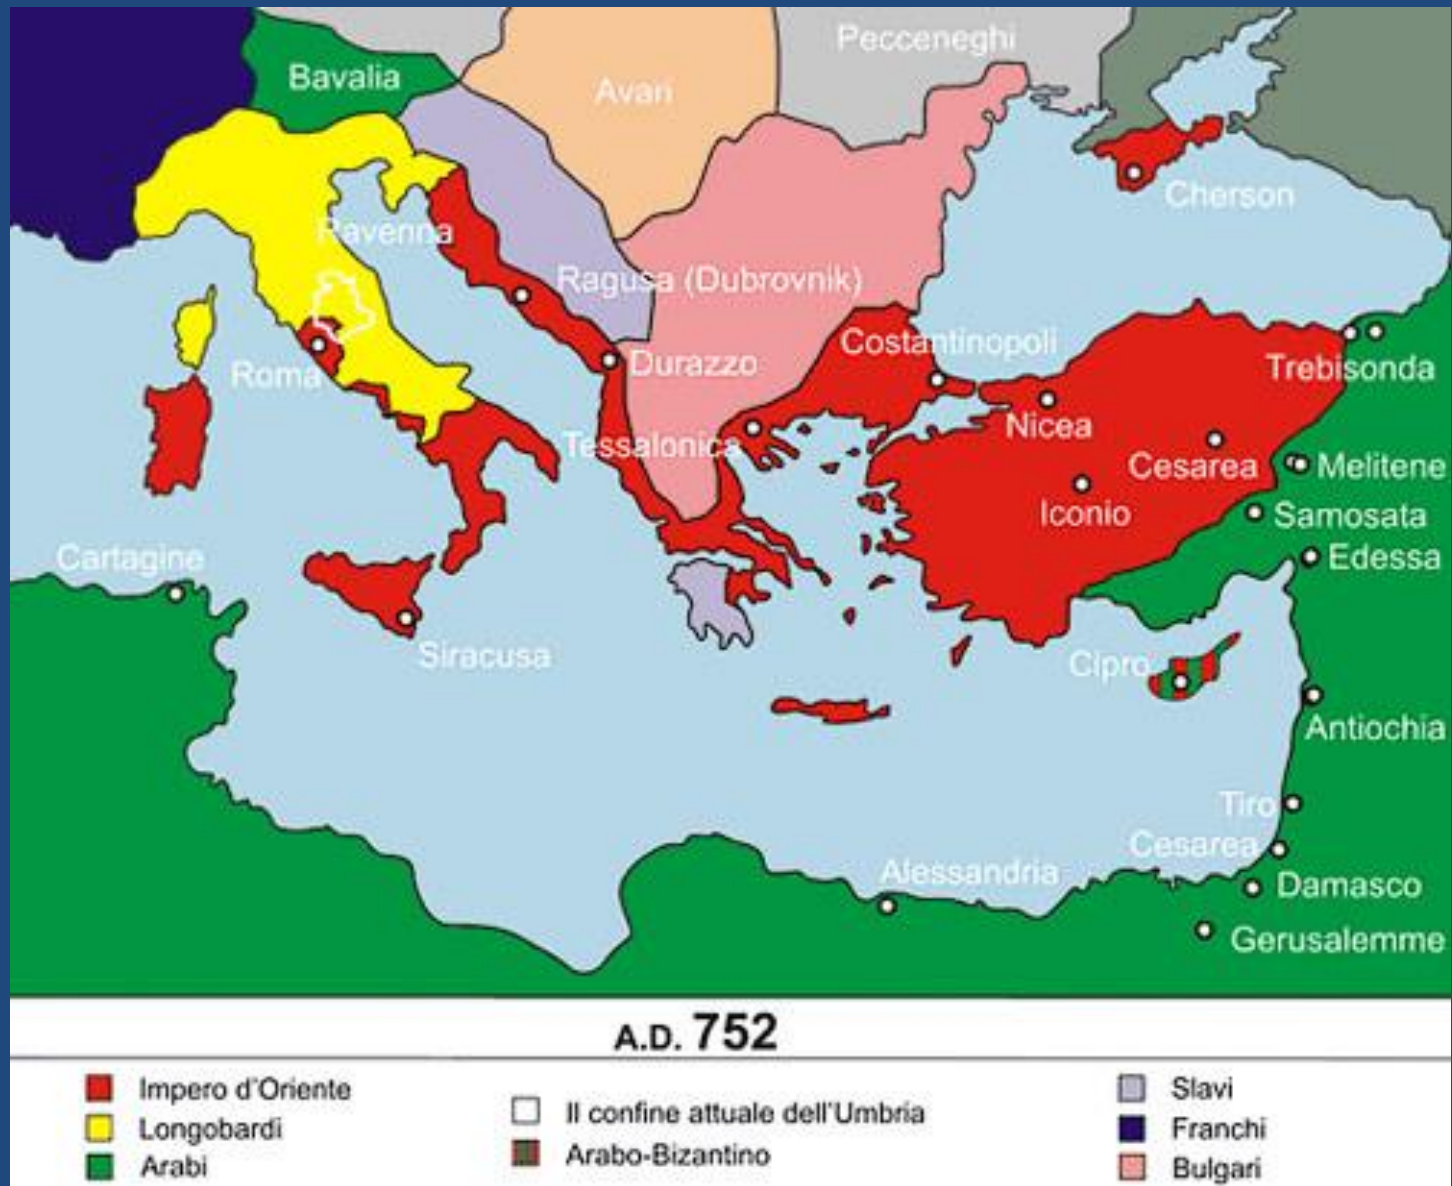 Pecceneghi
Bavalia
Avari
Cherson
Ravenna
Ragusa (Dubrovnik)
Costantinopoli
Durazzo
Roma
Trebisonda
Nicea
Tessalonica
Cesarea
Melitene
Iconio
Samosata
Cartagine
Edessa
Siracusa
Cipro
Antiochia
Tiro
Cesarea
Alessandria
Damasco
Gerusalemme
A.D. 752
Impero d'Oriente
Longobardi
Arabi
Il confine attuale dell'Umbria
Arabo-Bizantino
Slavi
Franchi
Bulgari